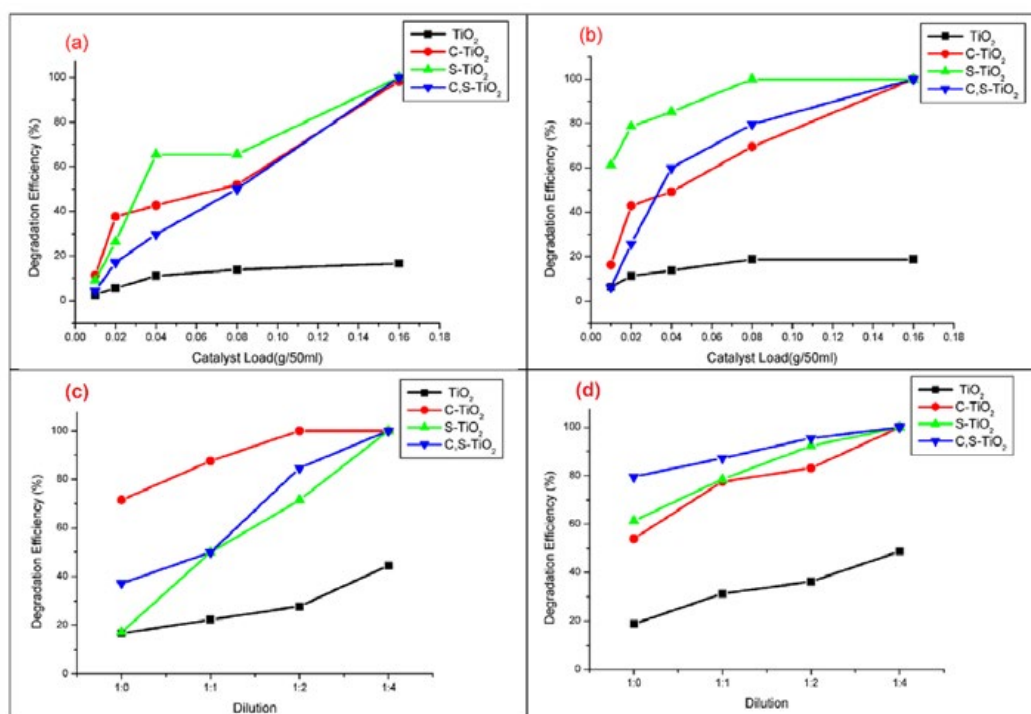 (a)
TiO₂
C-TiO₂
S-TiO₂
C,S-TiO₂
Degradation Efficiency (%)
100
80
60
40
20
0
0.00 0.02 0.04 0.06 0.08 0.10 0.12 0.14 0.16 0.18
Catalyst Load(g/50ml)
(b)
TiO₂
C-TiO₂
S-TiO₂
C,S-TiO₂
Degradation Efficiency (%)
100
80
60
40
20
0
0.00 0.02 0.04 0.06 0.08 0.10 0.12 0.14 0.16 0.18
Catalyst Load(g/50ml)
(c)
TiO₂
C-TiO₂
S-TiO₂
C,S-TiO₂
Degradation Efficiency (%)
100
80
60
40
20
0
1:0 1:1 1:2 1:4
Dilution
(d)
TiO₂
C-TiO₂
S-TiO₂
C,S-TiO₂
Degradation Efficiency (%)
100
80
60
40
20
0
1:0 1:1 1:2 1:4
Dilution